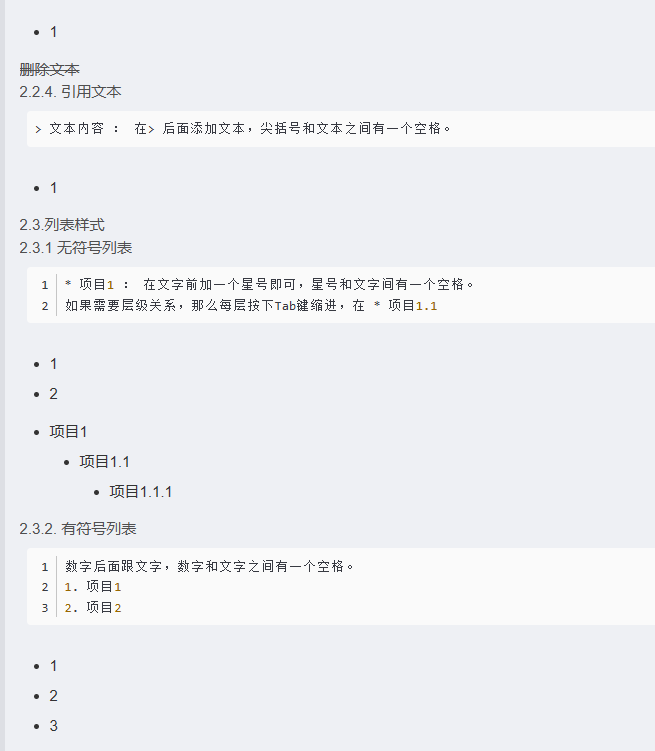 1
删除文本
2.2.4. 引用文本
> 文本内容 ： 在> 后面添加文本，尖括号和文本之间有一个空格。
1
2.3.列表样式
2.3.1 无符号列表
1 * 项目1 ： 在文字前加一个星号即可，星号和文字间有一个空格。
2 如果需要层级关系，那么每层按下Tab键缩进，在 * 项目1.1
1
2
项目1
项目1.1
项目1.1.1
2.3.2. 有符号列表
1 数字后面跟文字，数字和文字之间有一个空格。
2 1. 项目1
3 2. 项目2
1
2
3